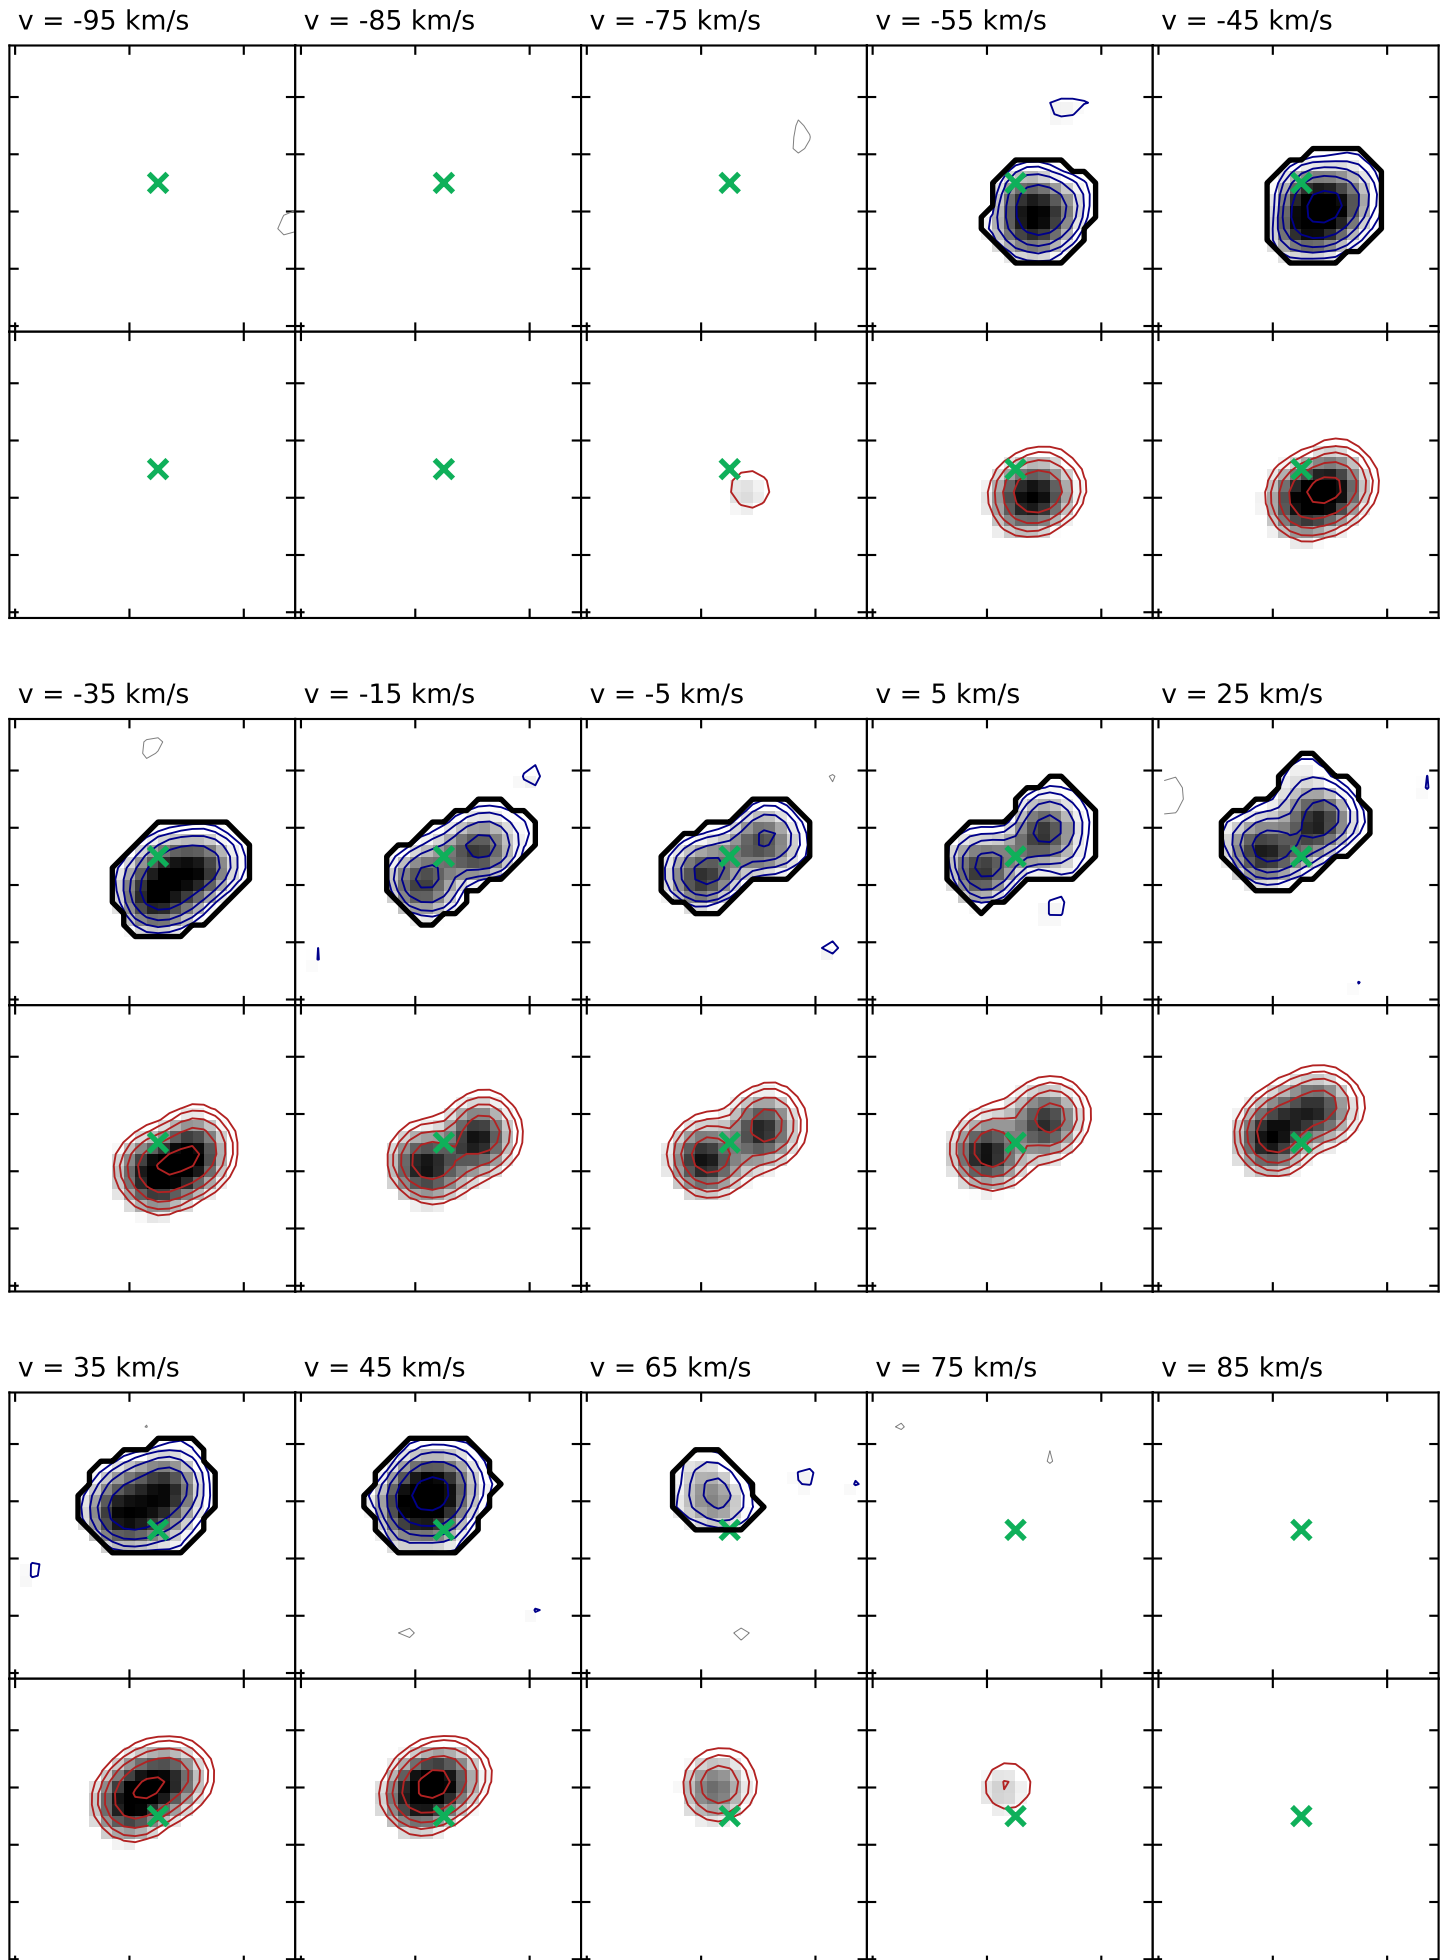 v = -95 km/s v = -85 km/s v = -75 km/s v = -55 km/s v = -45 km/s
v = -35 km/s v = -15 km/s v = -5 km/s v = 5 km/s v = 25 km/s
v = 35 km/s v = 45 km/s v = 65 km/s v = 75 km/s v = 85 km/s